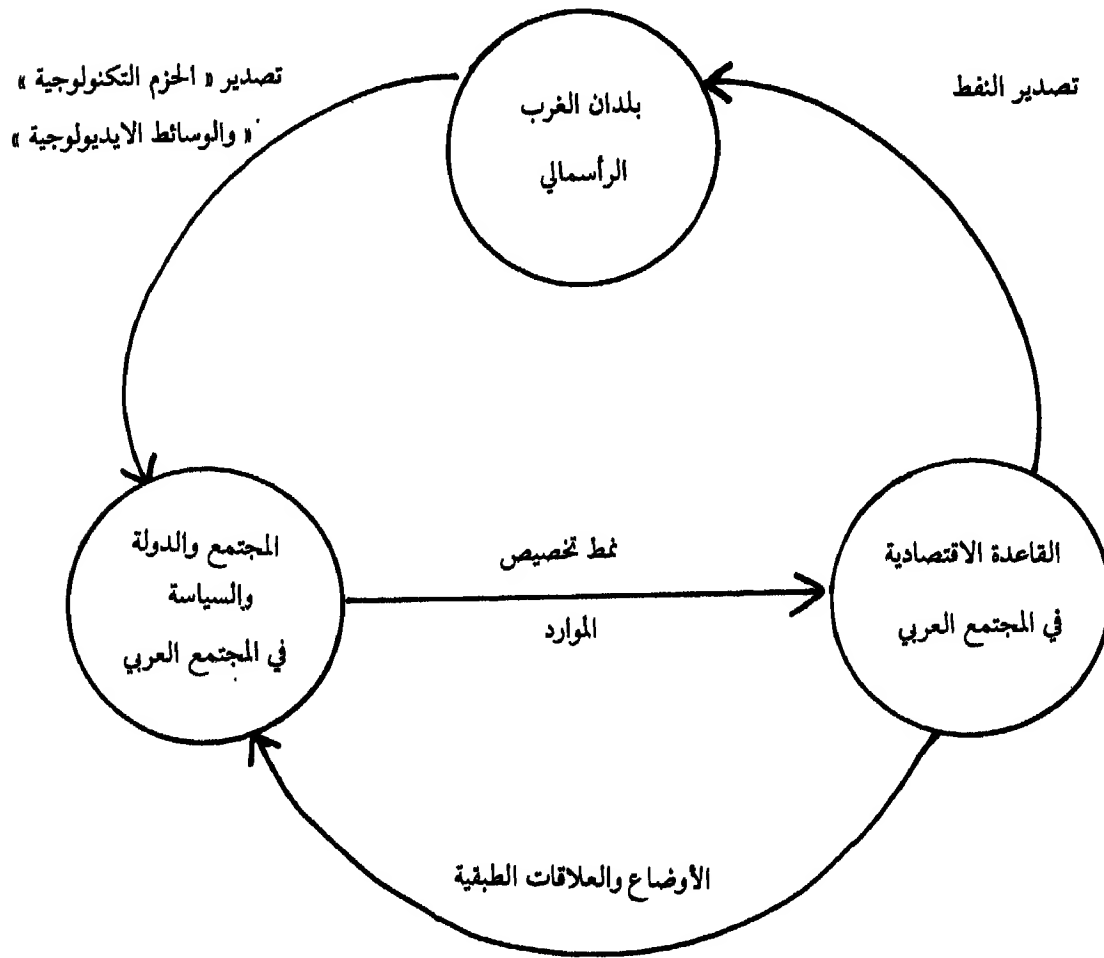 تصدير النفط
بلدان الغرب
الرأسمالي
تصدير « الحزم التكنولوجية »
« والوسائط الايديولوجية »
القاعدة الاقتصادية
في المجتمع العربي
نمط تخصيص
الموارد
المجتمع والدولة
والسياسة
في المجتمع العربي
الأوضاع والعلاقات الطبقية